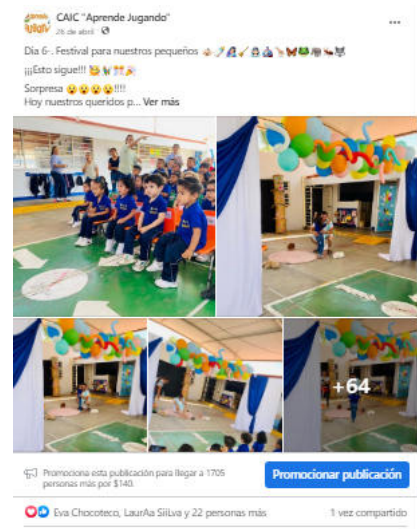 CAIC "Aprende Jugando"
26 de abril
Día 6-. Festival para nuestros pequeños
¡¡¡Esto sigue!!!
Sorpresa 😮😮😮😮!!!!
Hoy nuestros queridos p... Ver más
+64
Promociona esta publicación para llegar a 1705
personas más por $140.
Promocionar publicación
Eva Chocoteco, LaurAa SiiLva y 22 personas más
1 vez compartido